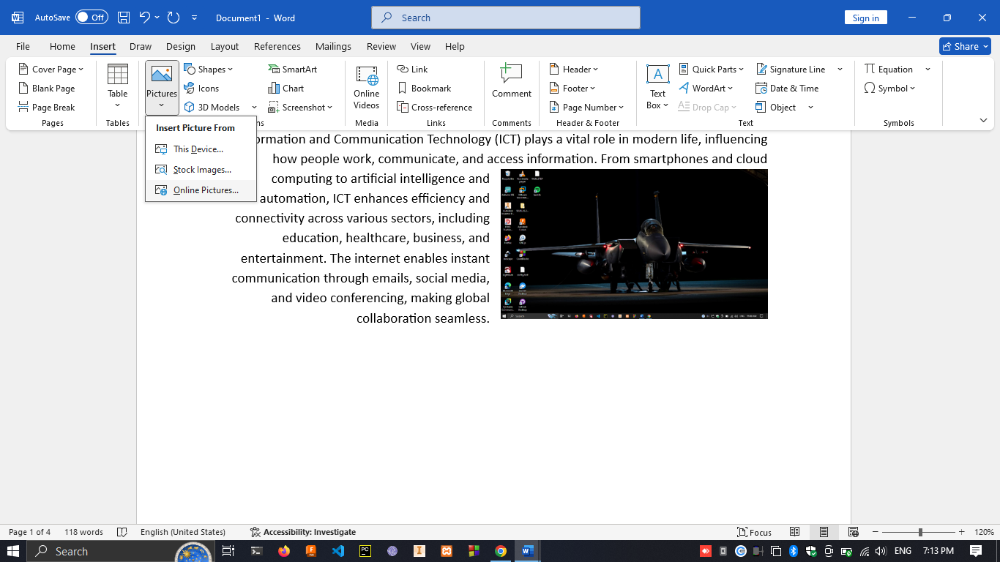 AutoSave Off Document1 - Word Search Sign in
File Home Insert Draw Design Layout References Mailings Review View Help Share
Cover Page
Blank Page
Page Break
Pages
Table
Tables
Pictures
Shapes
Icons
3D Models
SmartArt
Chart
Screenshot
ns
Online
Videos
Media
Link
Bookmark
Cross-reference
Links
Comment
Comments
Header
Footer
Page Number
Header & Footer
Text
Box
Quick Parts
WordArt
Drop Cap
Signature Line
Date & Time
Object
Text
Equation
Symbol
Symbols
Insert Picture From
This Device...
Stock Images...
Online Pictures...
ormation and Communication Technology (ICT) plays a vital role in modern life, influencing
how people work, communicate, and access information. From smartphones and cloud
computing to artificial intelligence and
automation, ICT enhances efficiency and
connectivity across various sectors, including
education, healthcare, business, and
entertainment. The internet enables instant
communication through emails, social media,
and video conferencing, making global
collaboration seamless.
Page 1 of 4 118 words English (United States) Accessibility: Investigate Focus 120%
Search ENG 7:13 PM